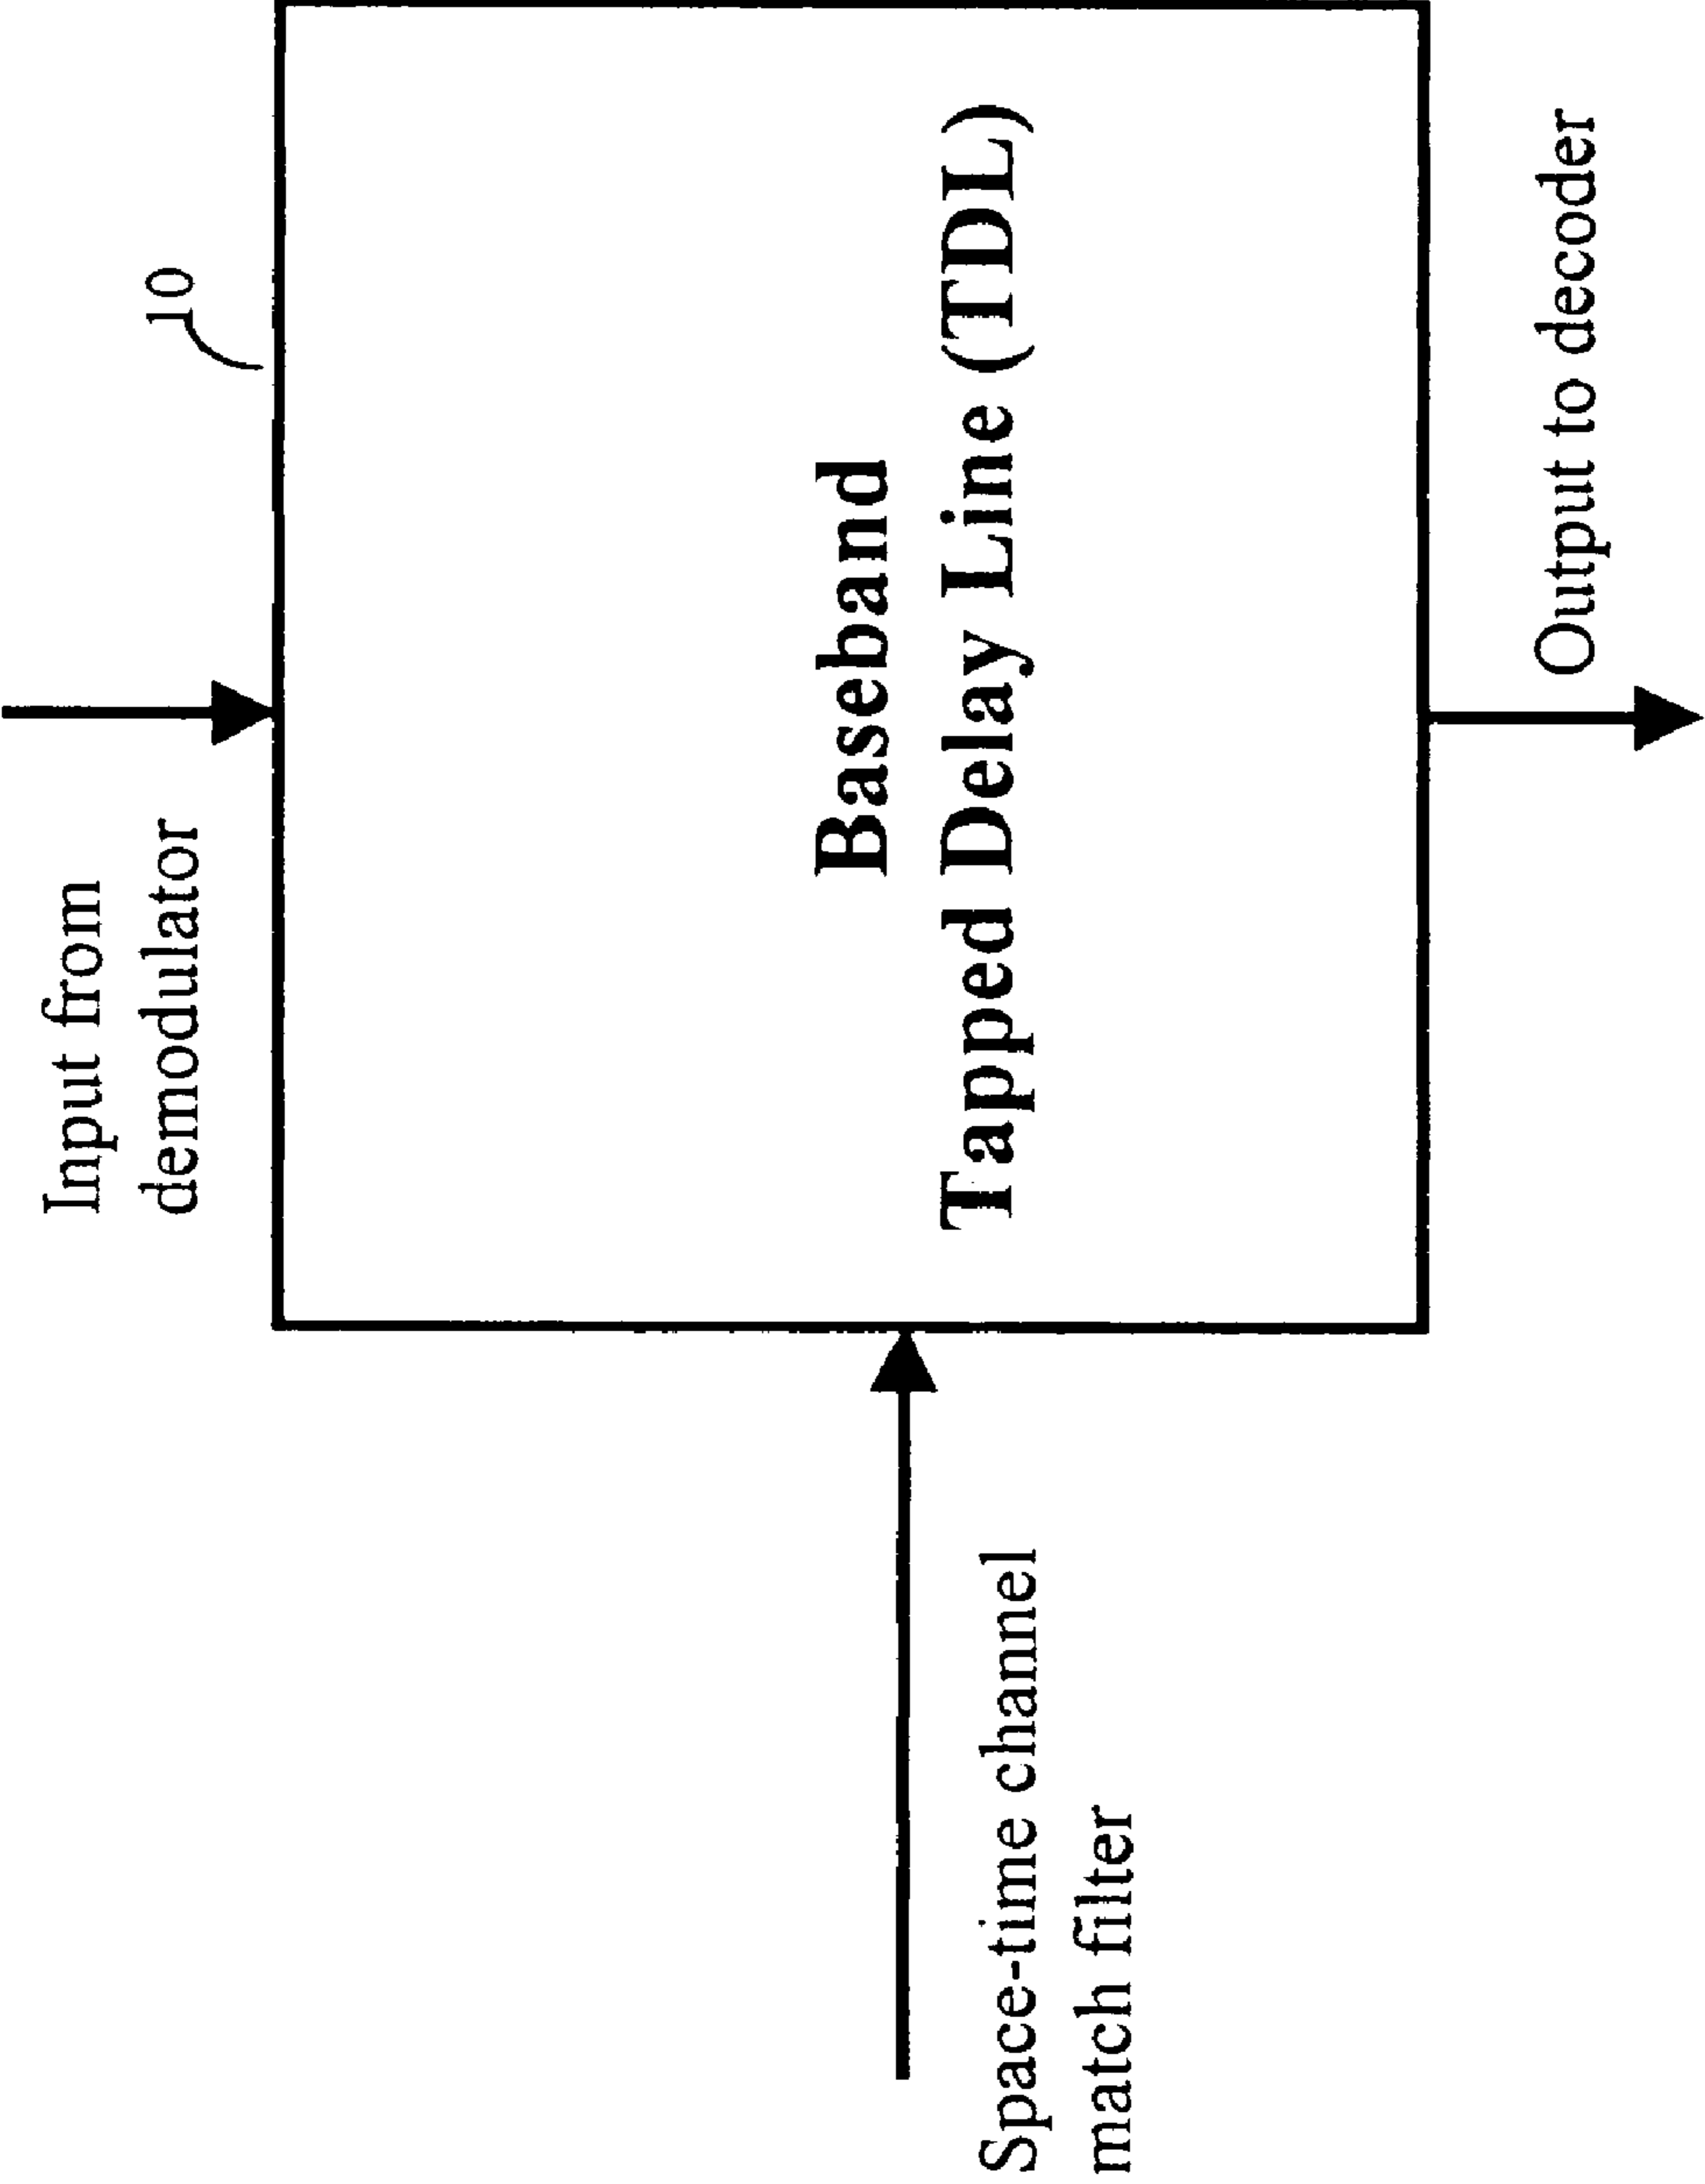 Input from
demodulator
10
Baseband
Tapped Delay Line (TDL)
Space-time channel
match filter
Output to decoder